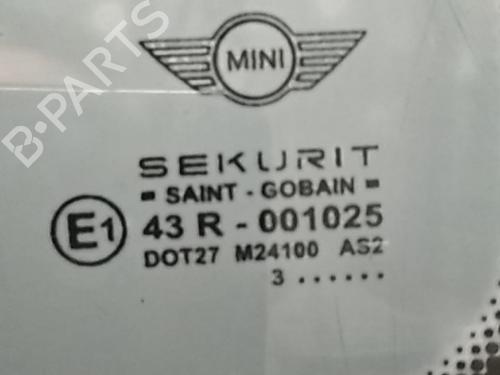 B-PARTS
MINI
SEKURIT
SAINT - GOBAIN
E1
43 R - 001025
DOT27 M24100 AS2
3 ......